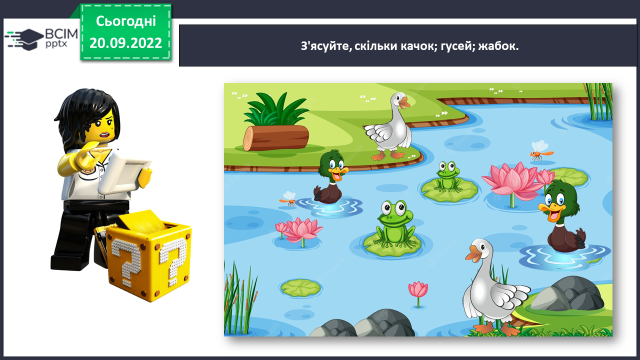 Сьогодні
20.09.2022
ВСІМ
pptx
З'ясуйте, скільки качок; гусей; жабок.
? ?